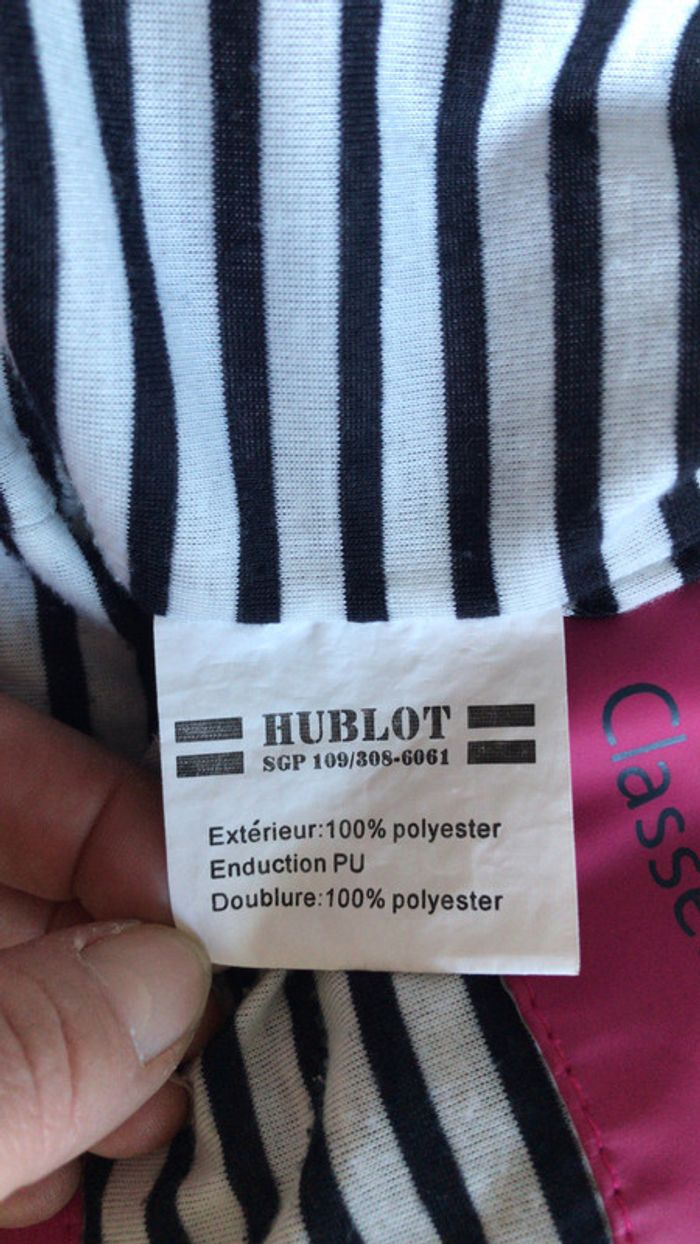 HUBLOT
SGP 109/308-6061
Extérieur:100% polyester
Enduction PU
Doublure:100% polyester
Classe